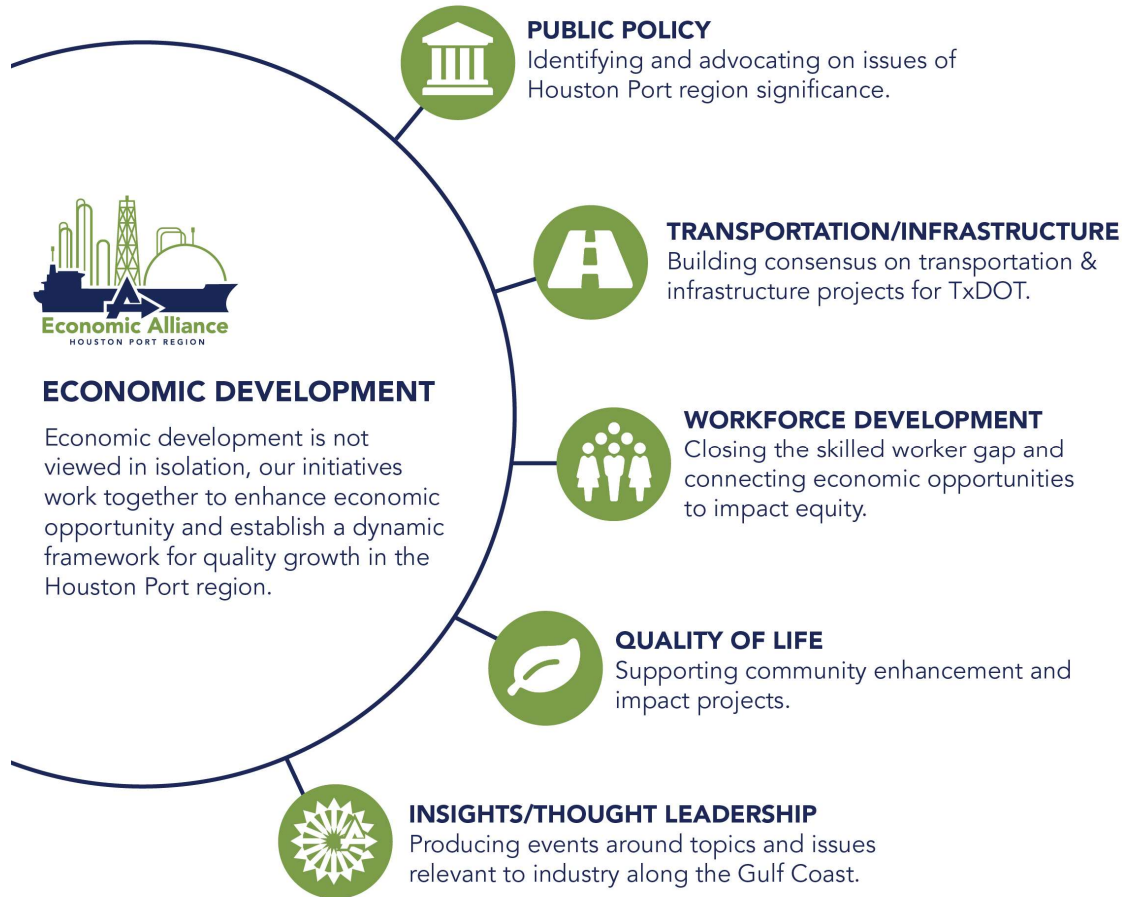 PUBLIC POLICY
Identifying and advocating on issues of
Houston Port region significance.
TRANSPORTATION/INFRASTRUCTURE
Building consensus on transportation &
infrastructure projects for TxDOT.
Economic Alliance
HOUSTON PORT REGION
ECONOMIC DEVELOPMENT
Economic development is not
viewed in isolation, our initiatives
work together to enhance economic
opportunity and establish a dynamic
framework for quality growth in the
Houston Port region.
WORKFORCE DEVELOPMENT
Closing the skilled worker gap and
connecting economic opportunities
to impact equity.
QUALITY OF LIFE
Supporting community enhancement and
impact projects.
INSIGHTS/THOUGHT LEADERSHIP
Producing events around topics and issues
relevant to industry along the Gulf Coast.